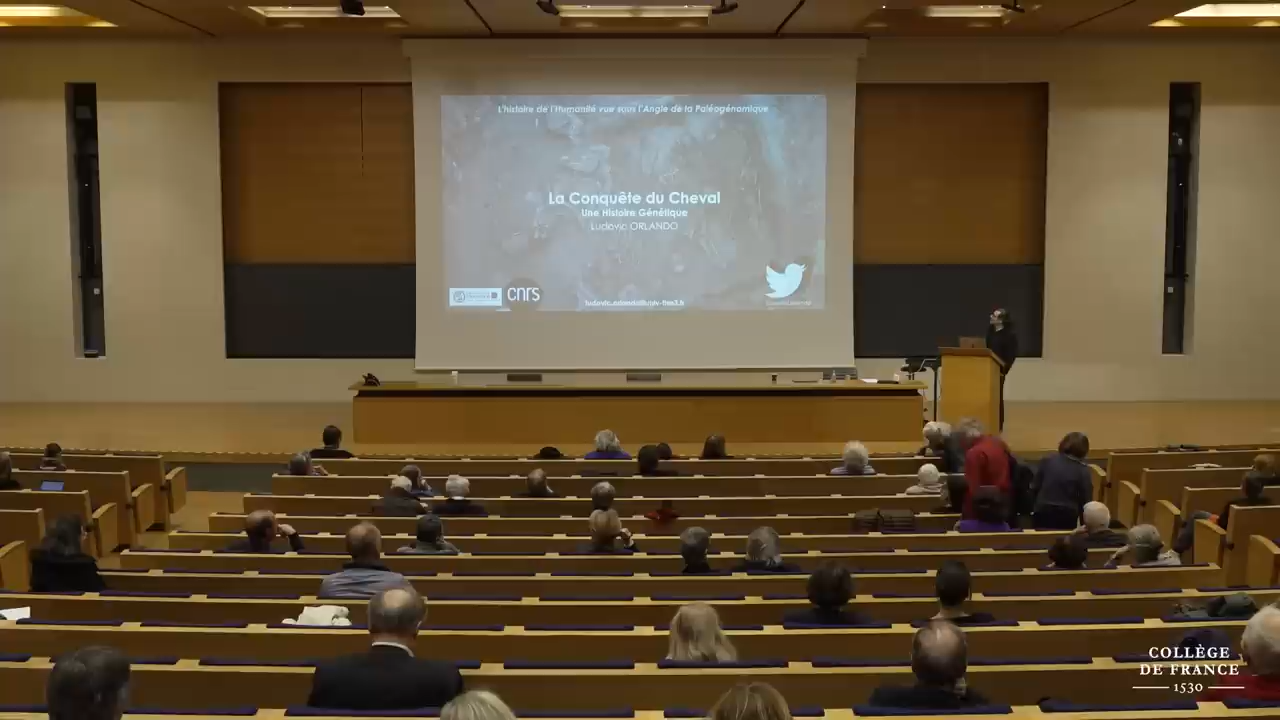 L'histoire de l'Humanité vue sous l'Angle de la Paléogénomique
La Conquête du Cheval
Une Histoire Génétique
Ludovic ORLANDO
cnrs
COLLÈGE
DE FRANCE
1530